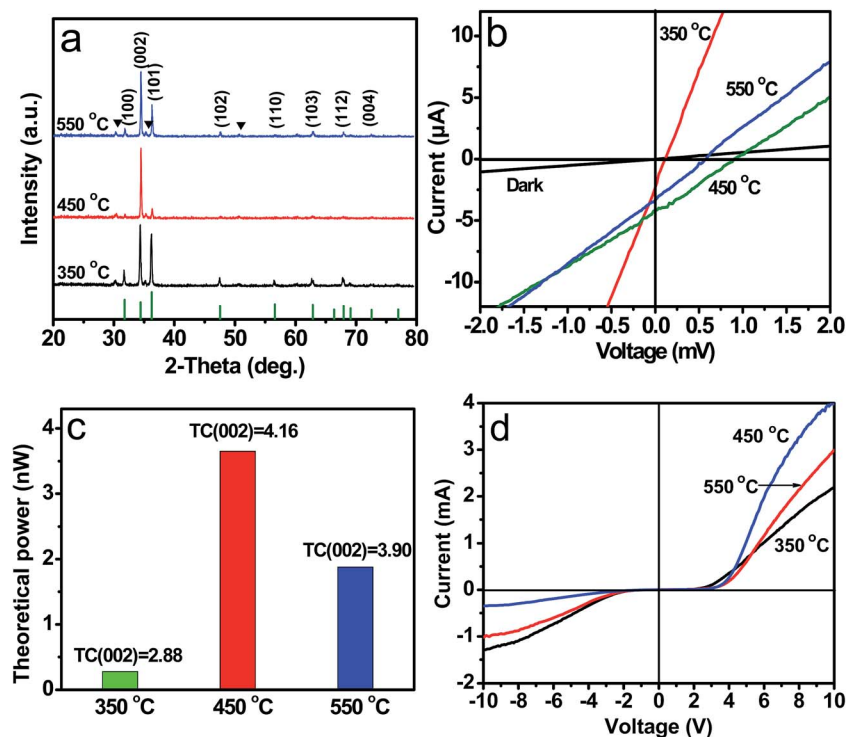 a
Intensity (a.u.)
550 °C
450 °C
350 °C
(100)
(002)
(101)
(102)
(110)
(103)
(112)
(004)
20 30 40 50 60 70 80
2-Theta (deg.)
b
Current (µA)
10
5
0
-5
-10
350 °C
550 °C
450 °C
Dark
-2.0 -1.5 -1.0 -0.5 0.0 0.5 1.0 1.5 2.0
Voltage (mV)
c
Theoretical power (nW)
4
3
2
1
0
TC(002)=2.88
TC(002)=4.16
TC(002)=3.90
350 °C 450 °C 550 °C
d
Current (mA)
4
3
2
1
0
-1
-2
450 °C
550 °C
350 °C
-10 -8 -6 -4 -2 0 2 4 6 8 10
Voltage (V)